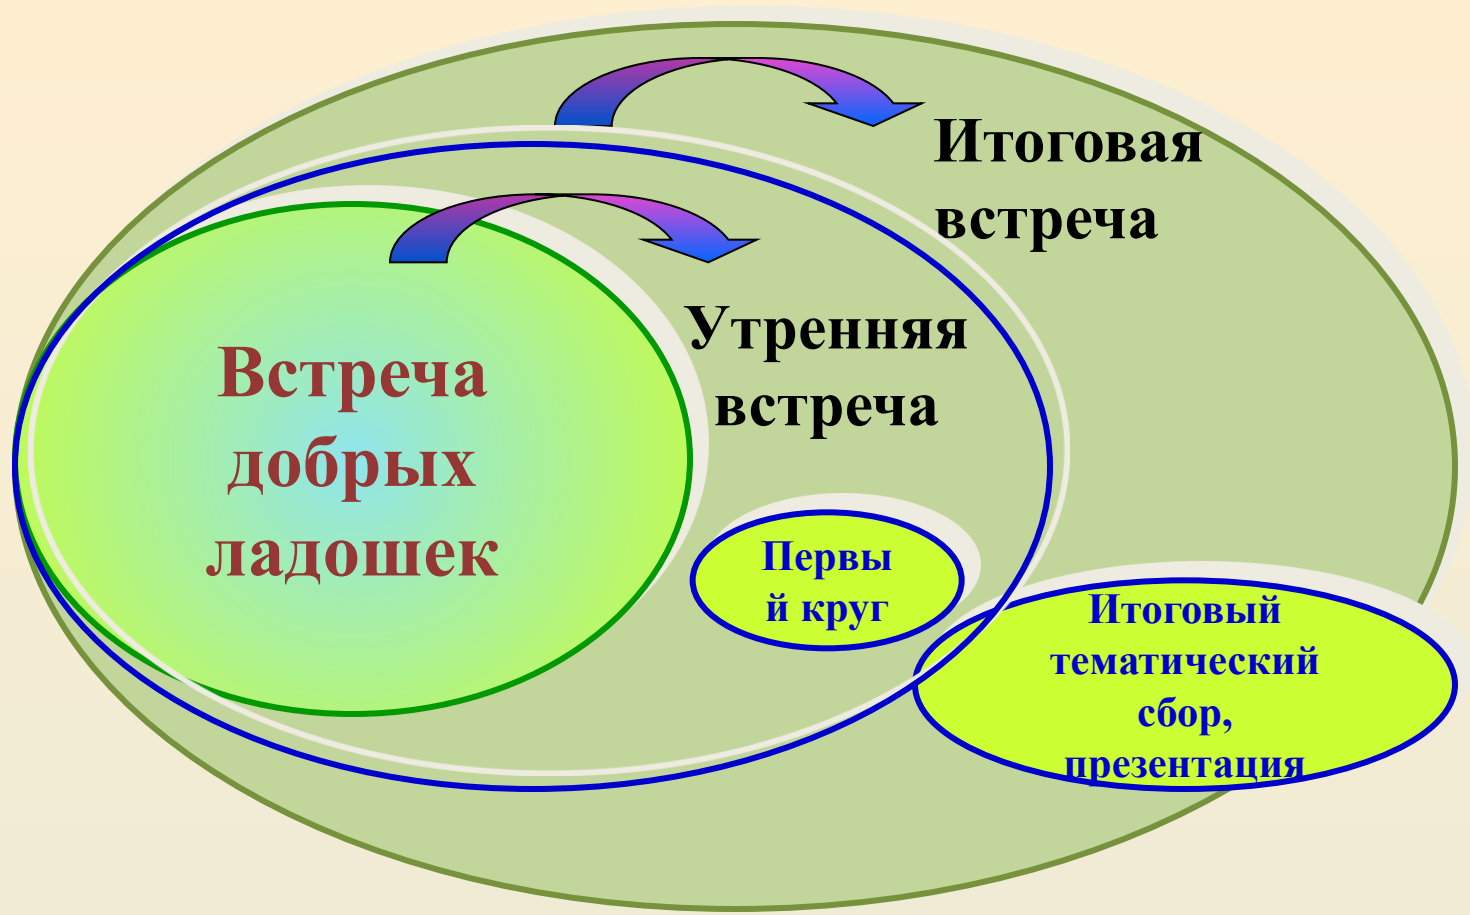 Итоговая
встреча
Утренняя
встреча
Встреча
добрых
ладошек
Первы
й круг
Итоговый
тематический
сбор,
презентация